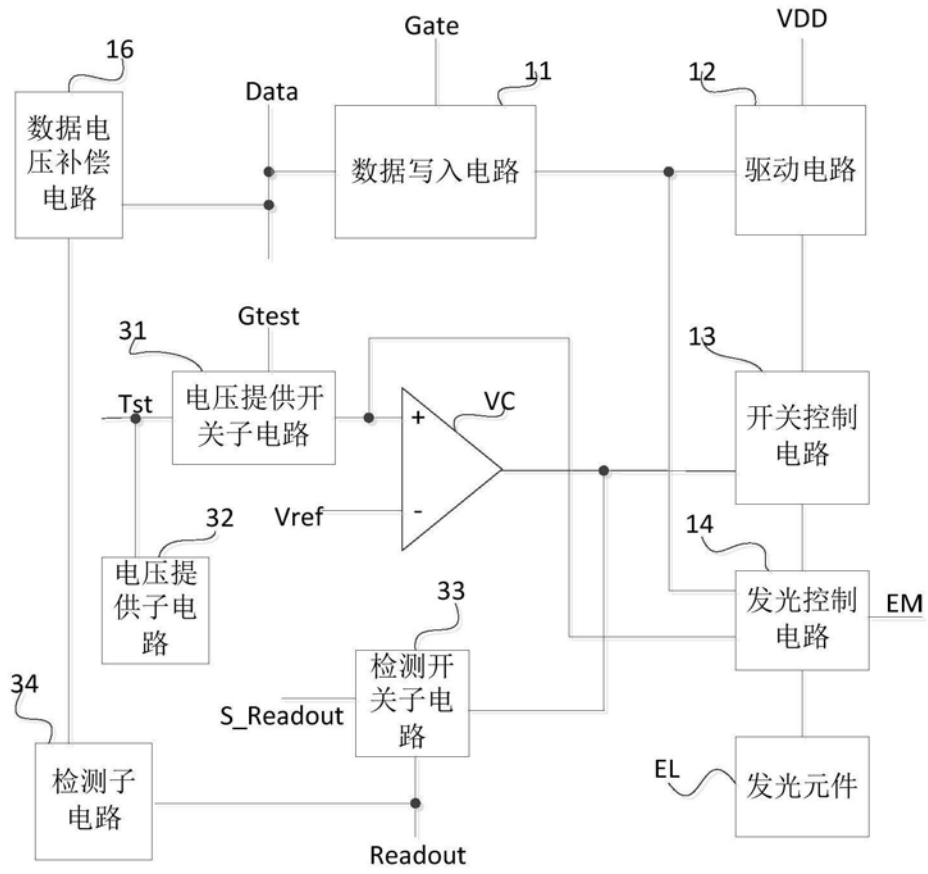 Gate
VDD
16
11
12
Data
数据电
压补偿
电路
数据写入电路
驱动电路
Gtest
31
13
Tst
电压提供开
关子电路
+
VC
开关控制
电路
Vref
-
32
14
电压提
供子电
路
33
发光控制
电路
EM
检测开
关子电
路
34
S_Readout
检测子
电路
EL
发光元件
Readout